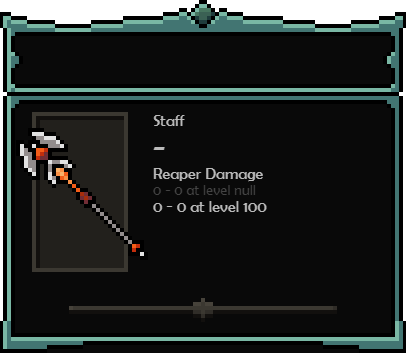 Staff
–
Reaper Damage
0 - 0 at level null
0 - 0 at level 100